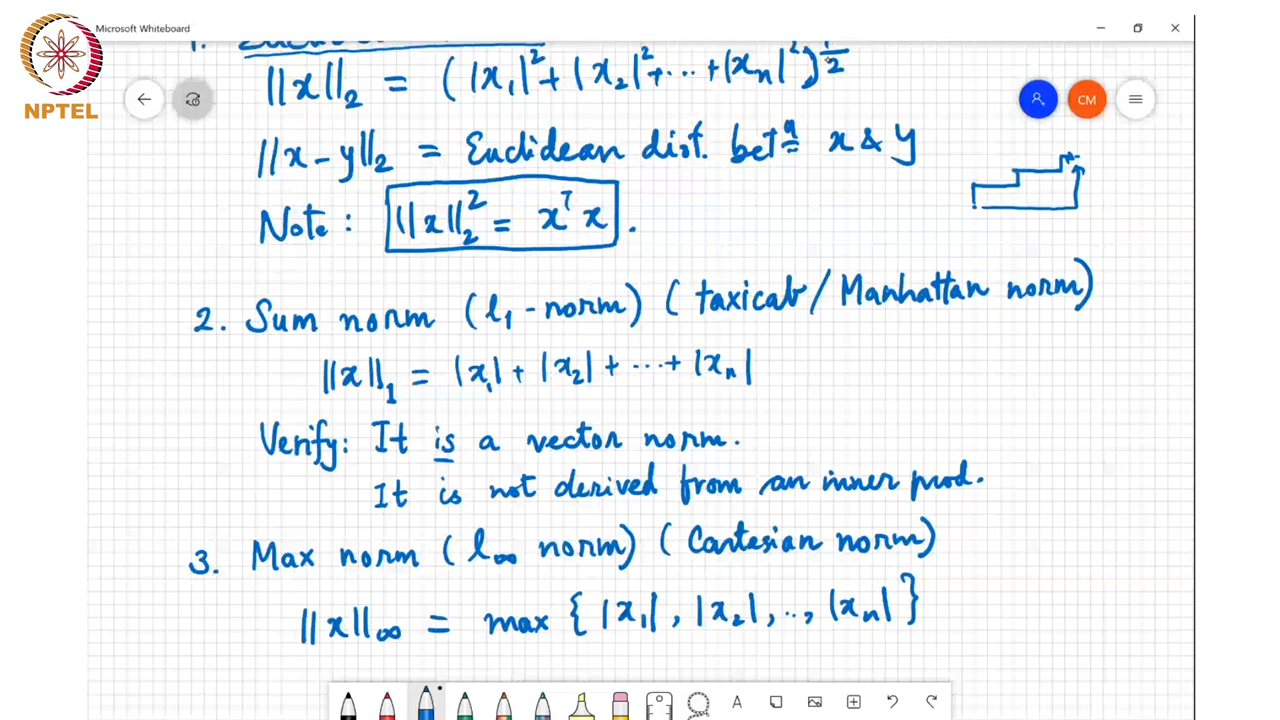 Microsoft Whiteboard
NPTEL
CM
1.
||x||₂ = (|x₁|² + |x₂|² + ... + |xₙ|²)^½
||x - y||₂ = Euclidean dist. betⁿ x & y
Note: ||x||₂² = xᵀx.
2. Sum norm (l₁-norm) (taxicab/Manhattan norm)
||x||₁ = |x₁| + |x₂| + ... + |xₙ|
Verify: It is a vector norm.
It is not derived from an inner prod.
3. Max norm (l∞ norm) (Cartesian norm)
||x||∞ = max {|x₁|, |x₂|, .., |xₙ|}
A